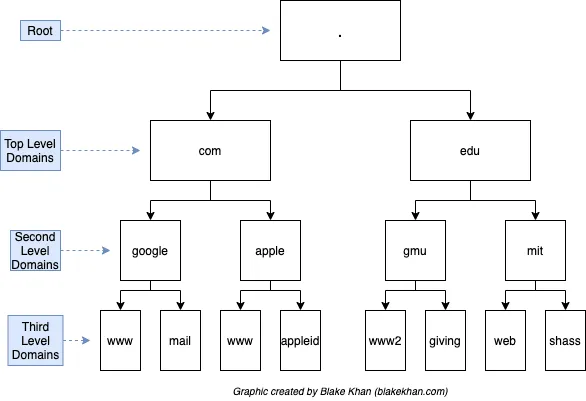 Root
.
Top Level
Domains
com
edu
Second
Level
Domains
google
apple
gmu
mit
Third
Level
Domains
www
mail
www
appleid
www2
giving
web
shass
Graphic created by Blake Khan (blakekhan.com)